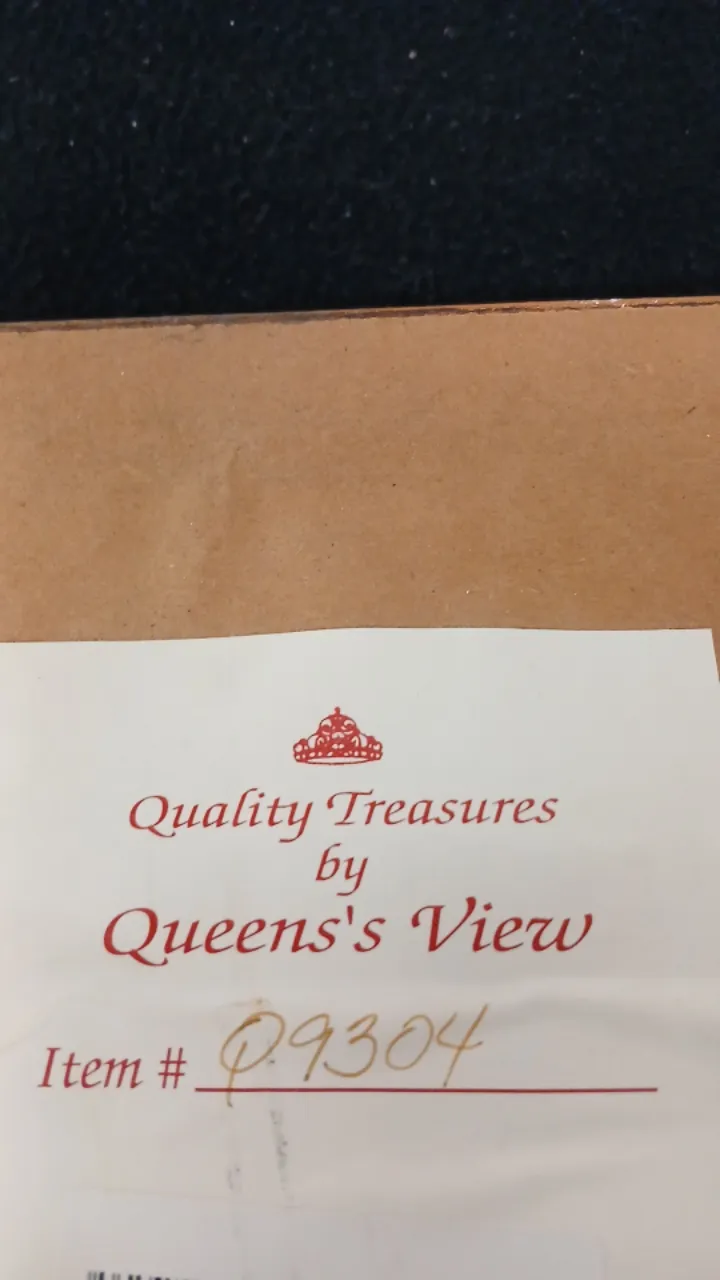 Quality Treasures
by
Queens's View
Item # Q9304